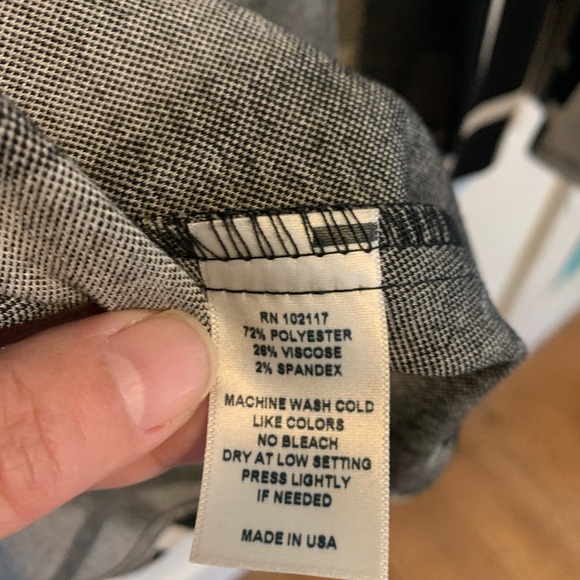 RN 102117
72% POLYESTER
26% VISCOSE
2% SPANDEX
MACHINE WASH COLD
LIKE COLORS
NO BLEACH
DRY AT LOW SETTING
PRESS LIGHTLY
IF NEEDED
MADE IN USA